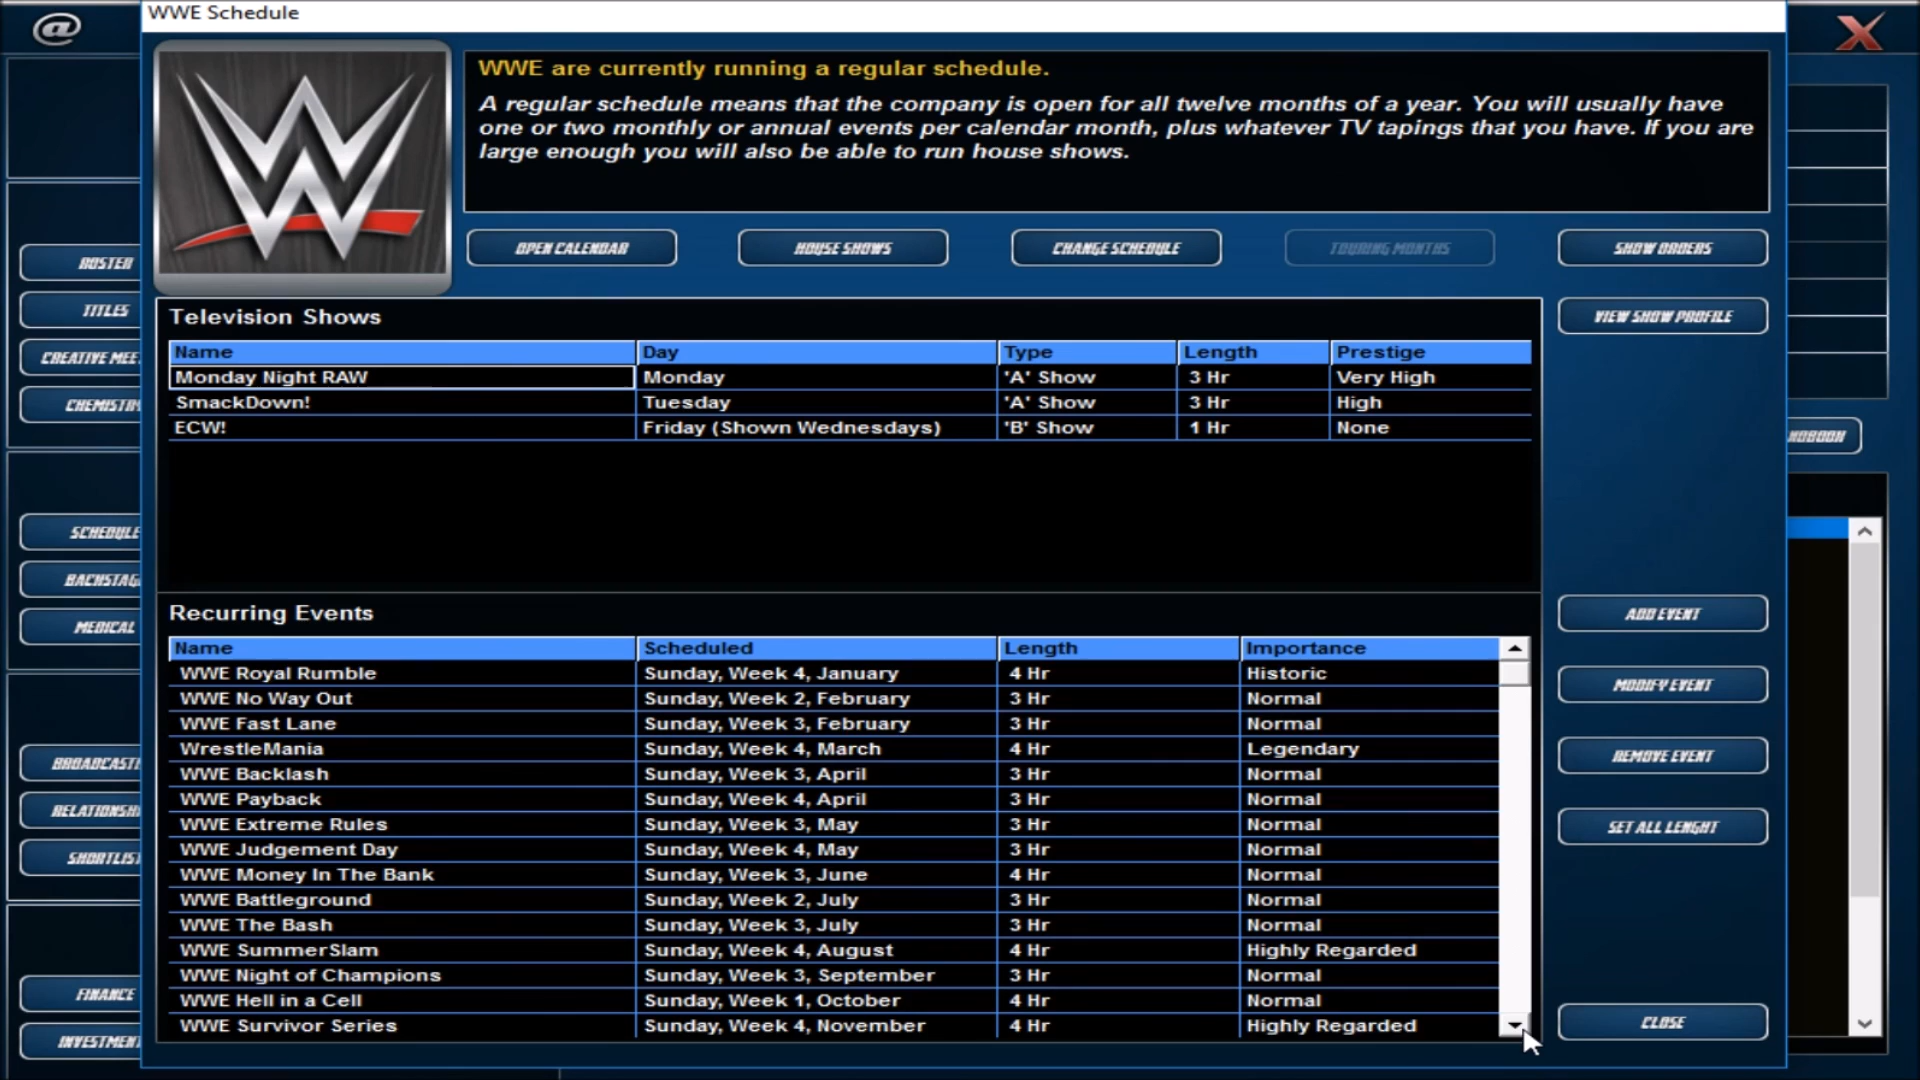 WWE Schedule
@
X
WWE are currently running a regular schedule.
A regular schedule means that the company is open for all twelve months of a year. You will usually have
one or two monthly or annual events per calendar month, plus whatever TV tapings that you have. If you are
large enough you will also be able to run house shows.
OPEN CALENDAR
HOUSE SHOWS
CHANGE SCHEDULE
TOURING MONTHS
SHOW ORDERS
VIEW SHOW PROFILE
Television Shows
Name Day Type Length Prestige
Monday Night RAW Monday 'A' Show 3 Hr Very High
SmackDown! Tuesday 'A' Show 3 Hr High
ECW! Friday (Shown Wednesdays) 'B' Show 1 Hr None
Recurring Events
Name Scheduled Length Importance
WWE Royal Rumble Sunday, Week 4, January 4 Hr Historic
WWE No Way Out Sunday, Week 2, February 3 Hr Normal
WWE Fast Lane Sunday, Week 3, February 3 Hr Normal
WrestleMania Sunday, Week 4, March 4 Hr Legendary
WWE Backlash Sunday, Week 3, April 3 Hr Normal
WWE Payback Sunday, Week 4, April 3 Hr Normal
WWE Extreme Rules Sunday, Week 3, May 3 Hr Normal
WWE Judgement Day Sunday, Week 4, May 3 Hr Normal
WWE Money In The Bank Sunday, Week 3, June 4 Hr Normal
WWE Battleground Sunday, Week 2, July 3 Hr Normal
WWE The Bash Sunday, Week 3, July 3 Hr Normal
WWE SummerSlam Sunday, Week 4, August 4 Hr Highly Regarded
WWE Night of Champions Sunday, Week 3, September 3 Hr Normal
WWE Hell in a Cell Sunday, Week 1, October 4 Hr Normal
WWE Survivor Series Sunday, Week 4, November 4 Hr Highly Regarded
ADD EVENT
MODIFY EVENT
REMOVE EVENT
SET ALL LENGHT
CLOSE
ROSTER
TITLES
CREATIVE MEE
CHEMISTR
SCHEDULE
BACKSTAG
MEDICAL
BROADCASTI
RELATIONSHI
SHORTLIST
FINANCE
INVESTMEN